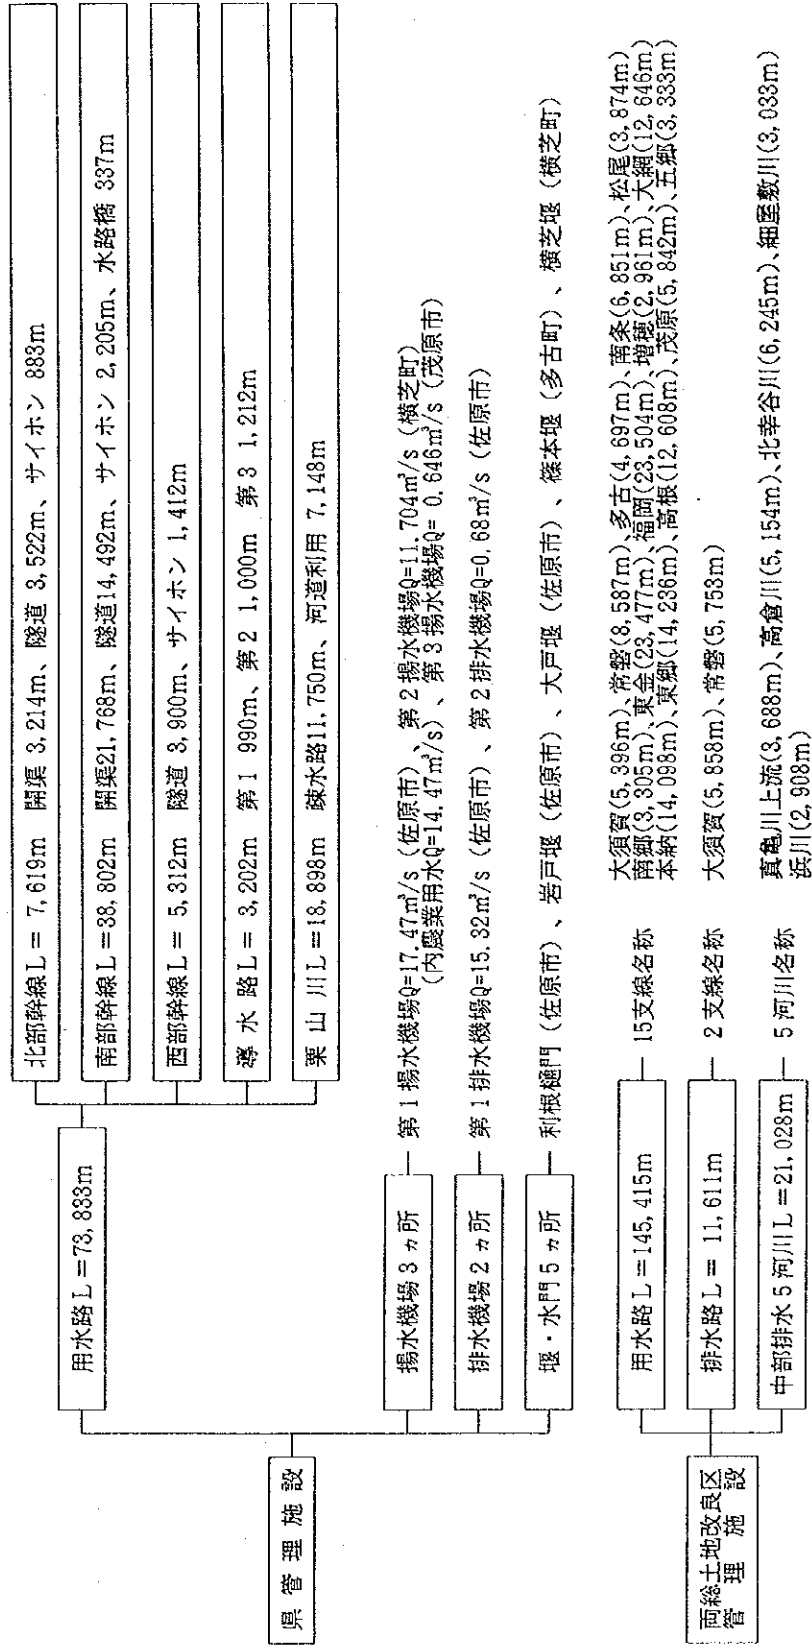 県管理施設
用水路L=73,833m
北部幹線L= 7,619m 開渠 3,214m、隧道 3,522m、サイホン 883m
南部幹線L=38,802m 開渠21,768m、隧道14,492m、サイホン 2,205m、水路橋 337m
西部幹線L= 5,312m 隧道 3,900m、サイホン 1,412m
導水路L= 3,202m 第1 990m、第2 1,000m 第3 1,212m
栗山川L=18,898m 疎水路11,750m、河道利用 7,148m
揚水機場3ヵ所
第1揚水機場Q=17.47m³/s (佐原市)、第2揚水機場Q=11.704m³/s (横芝町)
(内農業用水Q=14.47m³/s)、第3揚水機場Q= 0.646m³/s (茂原市)
排水機場2ヵ所
第1排水機場Q=15.32m³/s (佐原市)、第2排水機場Q=0.68m³/s (佐原市)
堰・水門5ヵ所
利根樋門 (佐原市)、岩戸堰 (佐原市)、大戸堰 (佐原市)、篠本堰 (多古町)、横芝堰 (横芝町)
両総土地改良区
管理施設
用水路L=145,415m
15支線名称
大須賀(5,396m)、常磐(8,587m)、多古(4,697m)、南条(6,851m)、松尾(3,874m)
南郷(3,305m)、東金(23,477m)、福岡(23,504m)、増穂(2,961m)、大網(12,646m)
本納(14,098m)、東郷(14,236m)、高根(12,608m)、茂原(5,842m)、五郷(3,333m)
排水路L= 11,611m
2支線名称
大須賀(5,858m)、常磐(5,753m)
中部排水5河川L=21,028m
5河川名称
真亀川上流(3,688m)、高倉川(5,154m)、北幸谷川(6,245m)、細屋敷川(3,033m)
浜川(2,908m)